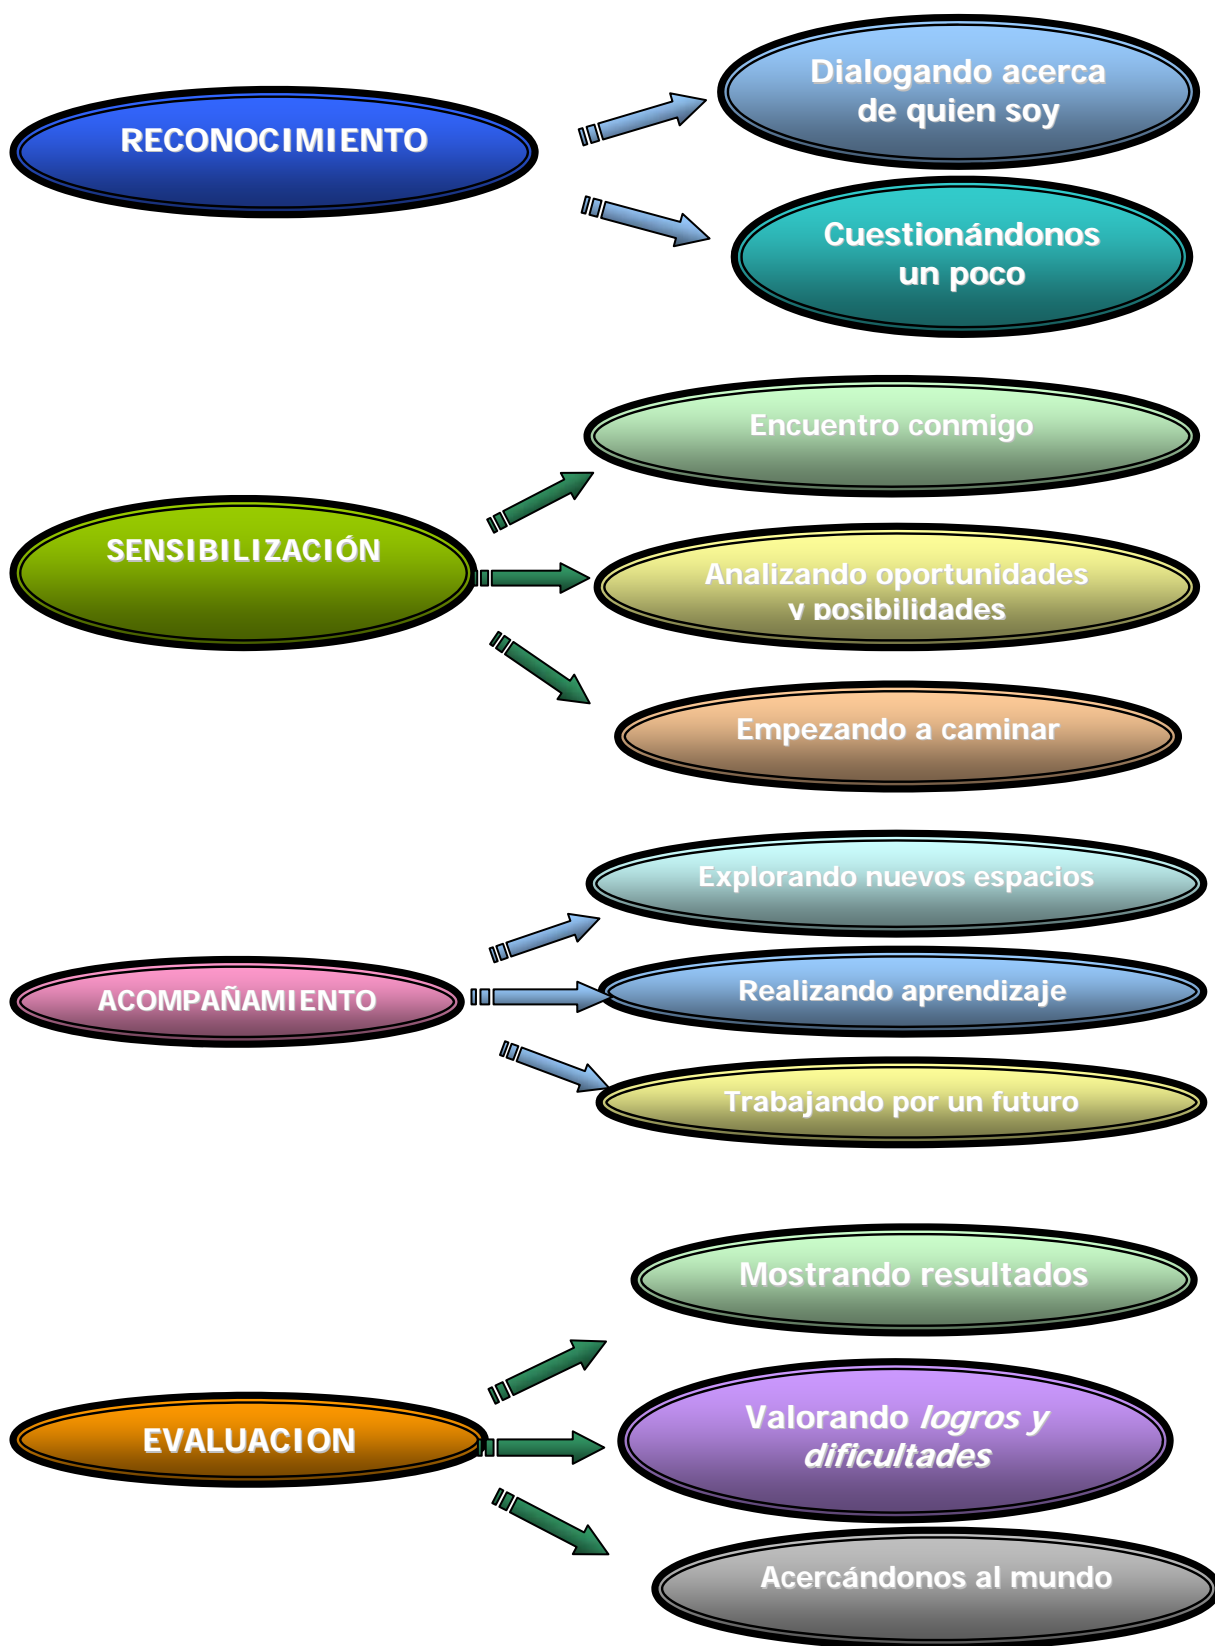 RECONOCIMIENTO
Dialogando acerca
de quien soy
Cuestionándonos
un poco
SENSIBILIZACIÓN
Encuentro conmigo
Analizando oportunidades
y posibilidades
Empezando a caminar
ACOMPAÑAMIENTO
Explorando nuevos espacios
Realizando aprendizaje
Trabajando por un futuro
EVALUACION
Mostrando resultados
Valorando logros y
dificultades
Acercándonos al mundo